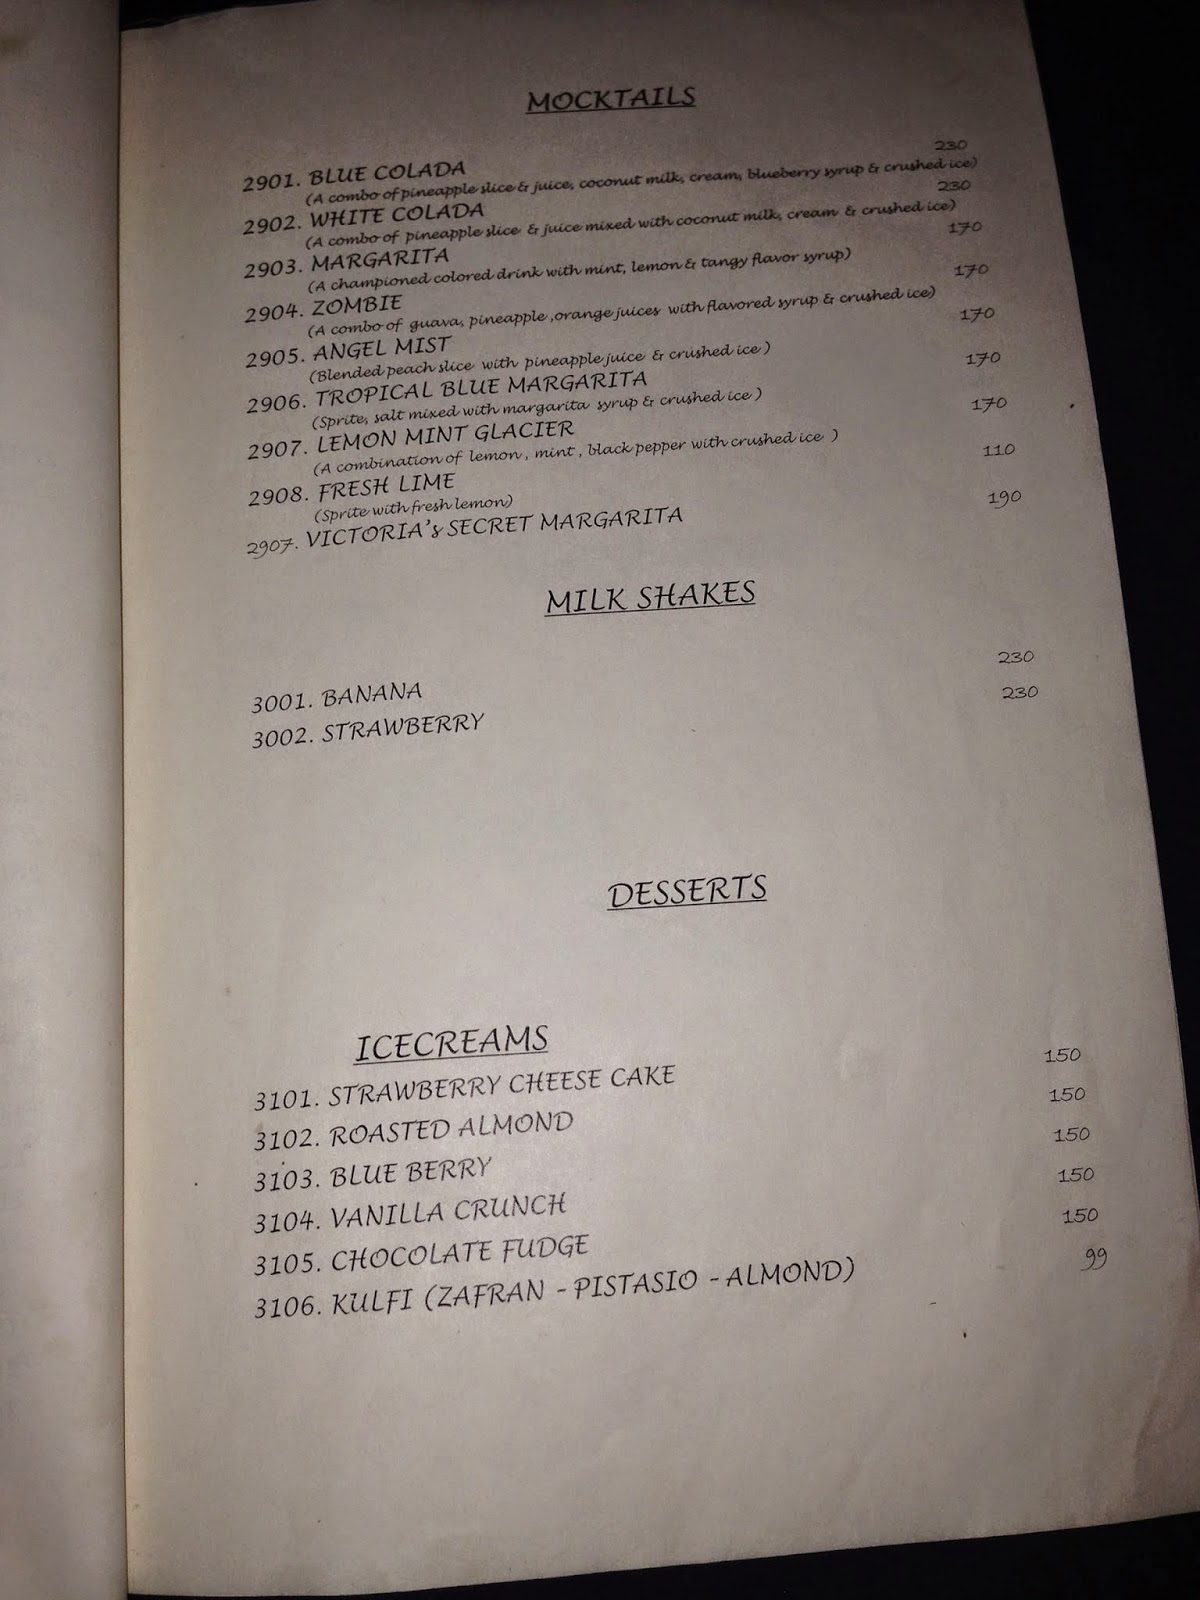 MOCKTAILS
2901. BLUE COLADA 230
(A combo of pineapple slice & juice, coconut milk, cream, blueberry syrup & crushed ice)
2902. WHITE COLADA 230
(A combo of pineapple slice & juice mixed with coconut milk, cream & crushed ice)
2903. MARGARITA 170
(A championed colored drink with mint, lemon & tangy flavor syrup)
2904. ZOMBIE 170
(A combo of guava, pineapple ,orange juices with flavored syrup & crushed ice)
2905. ANGEL MIST 170
(Blended peach slice with pineapple juice & crushed ice )
2906. TROPICAL BLUE MARGARITA 170
(Sprite, salt mixed with margarita syrup & crushed ice )
2907. LEMON MINT GLACIER 170
(A combination of lemon , mint , black pepper with crushed ice )
2908. FRESH LIME 110
(Sprite with fresh lemon)
2907. VICTORIA's SECRET MARGARITA 190
MILK SHAKES
3001. BANANA 230
3002. STRAWBERRY 230
DESSERTS
ICECREAMS
3101. STRAWBERRY CHEESE CAKE 150
3102. ROASTED ALMOND 150
3103. BLUE BERRY 150
3104. VANILLA CRUNCH 150
3105. CHOCOLATE FUDGE 150
3106. KULFI (ZAFRAN - PISTASIO - ALMOND) 99